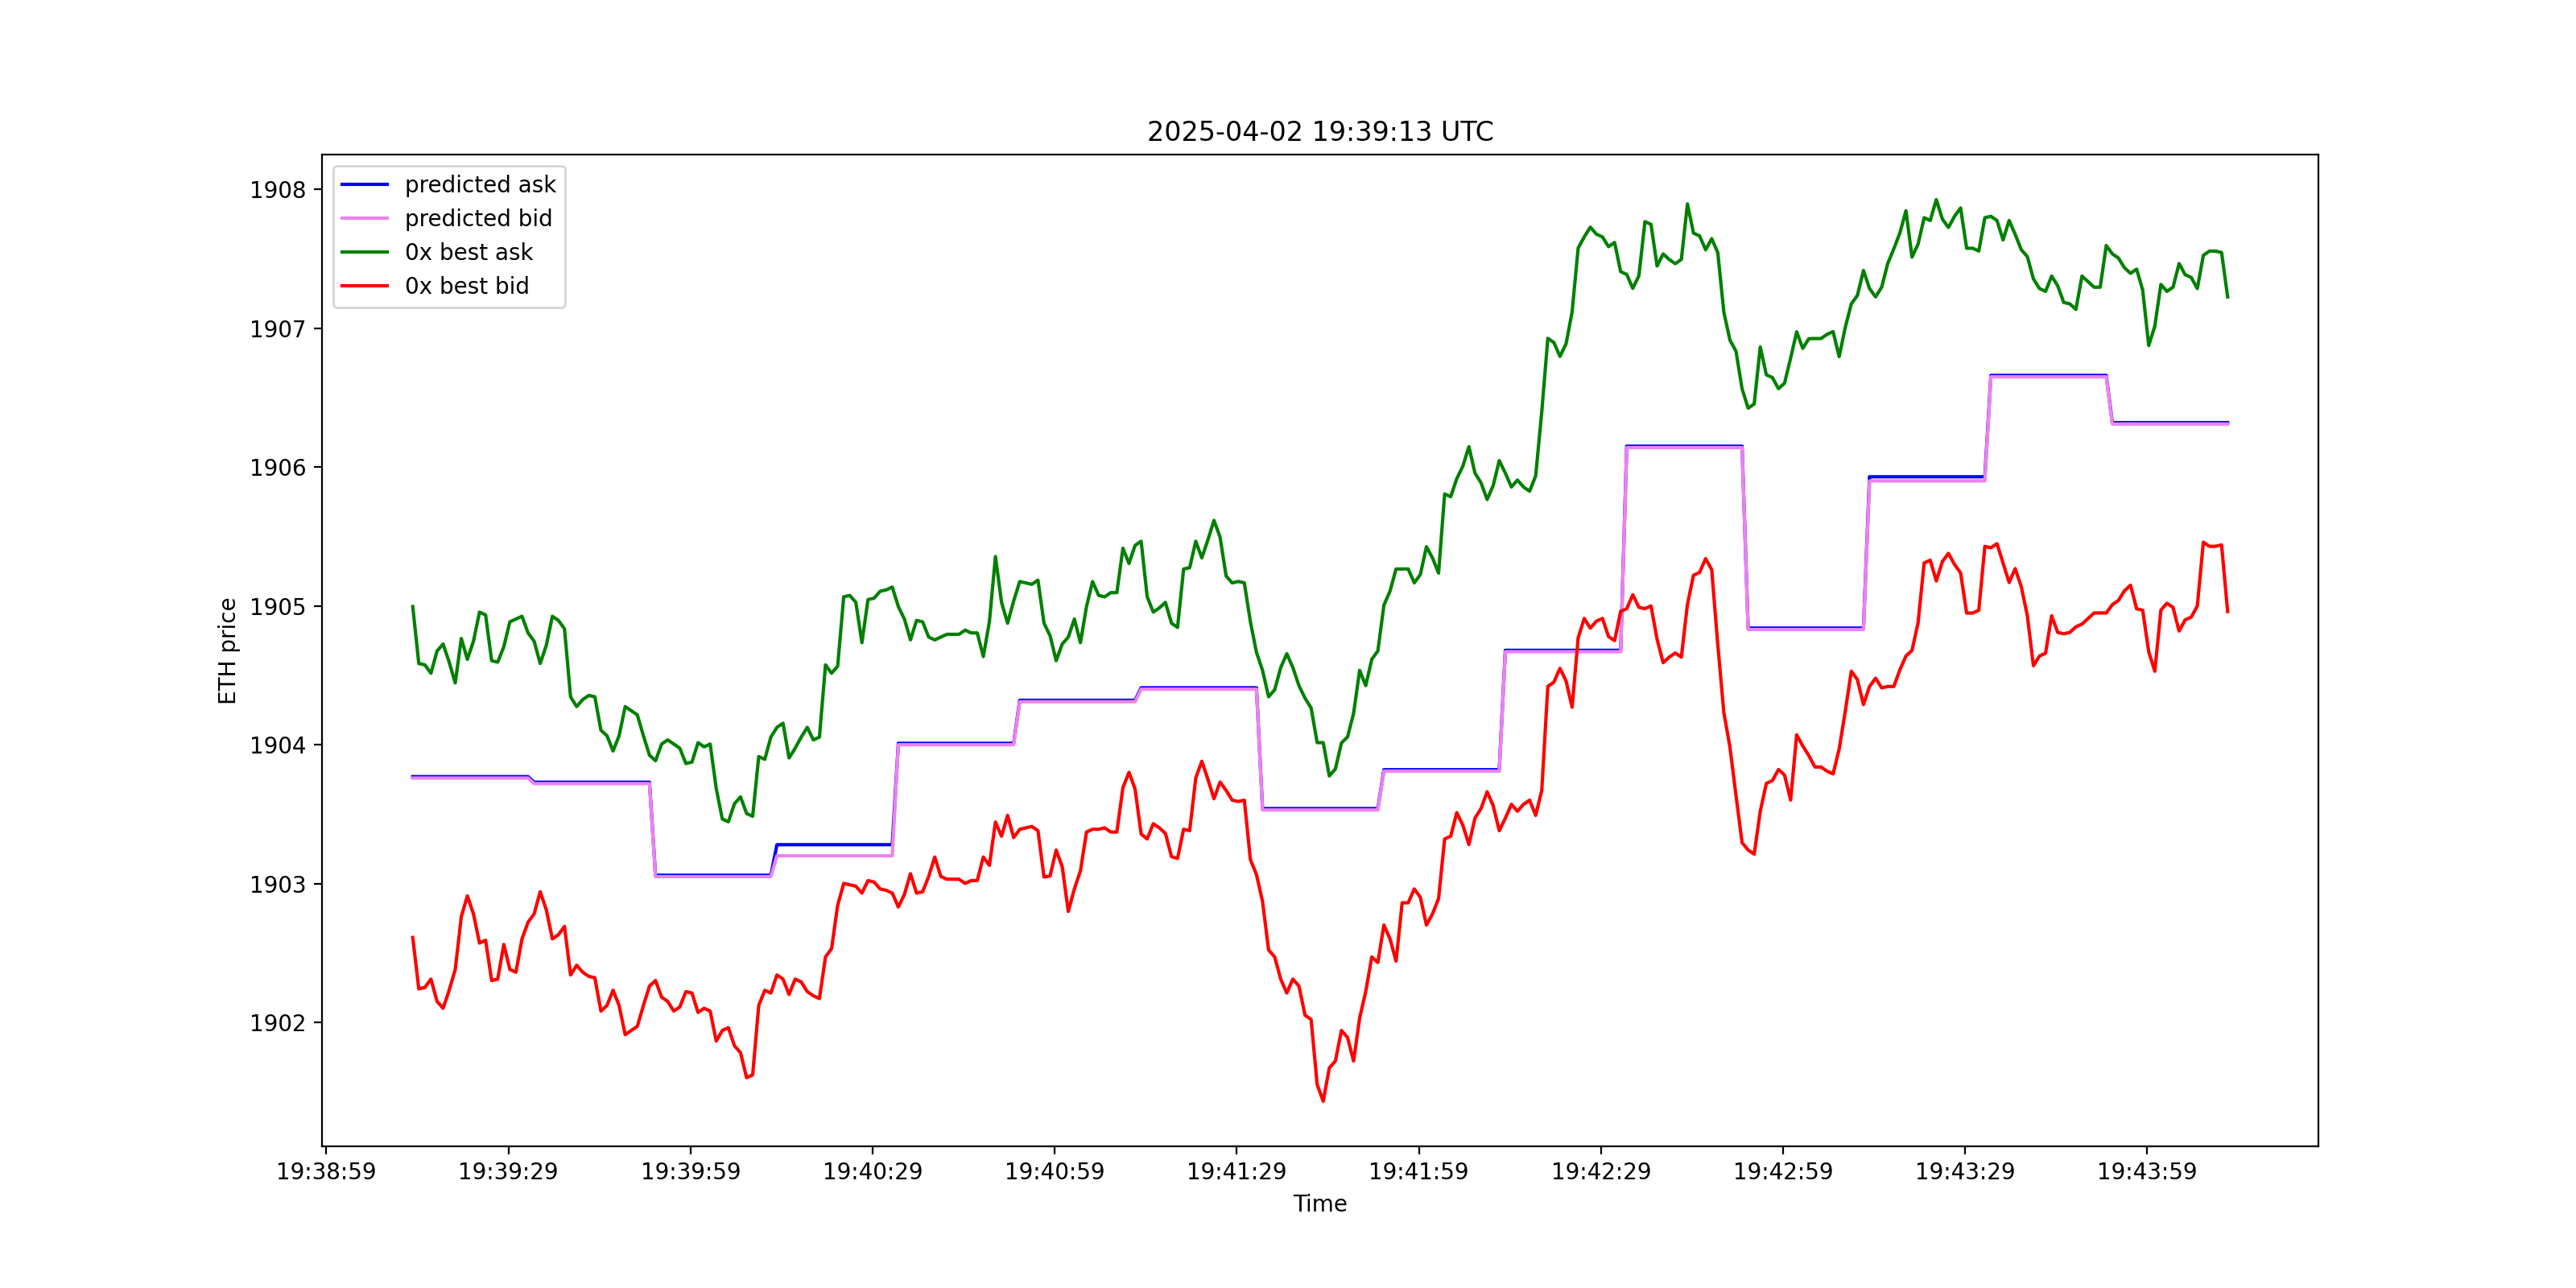 2025-04-02 19:39:13 UTC
predicted ask
predicted bid
0x best ask
0x best bid
1908
1907
1906
1905
1904
1903
1902
ETH price
19:38:59 19:39:29 19:39:59 19:40:29 19:40:59 19:41:29 19:41:59 19:42:29 19:42:59 19:43:29 19:43:59
Time